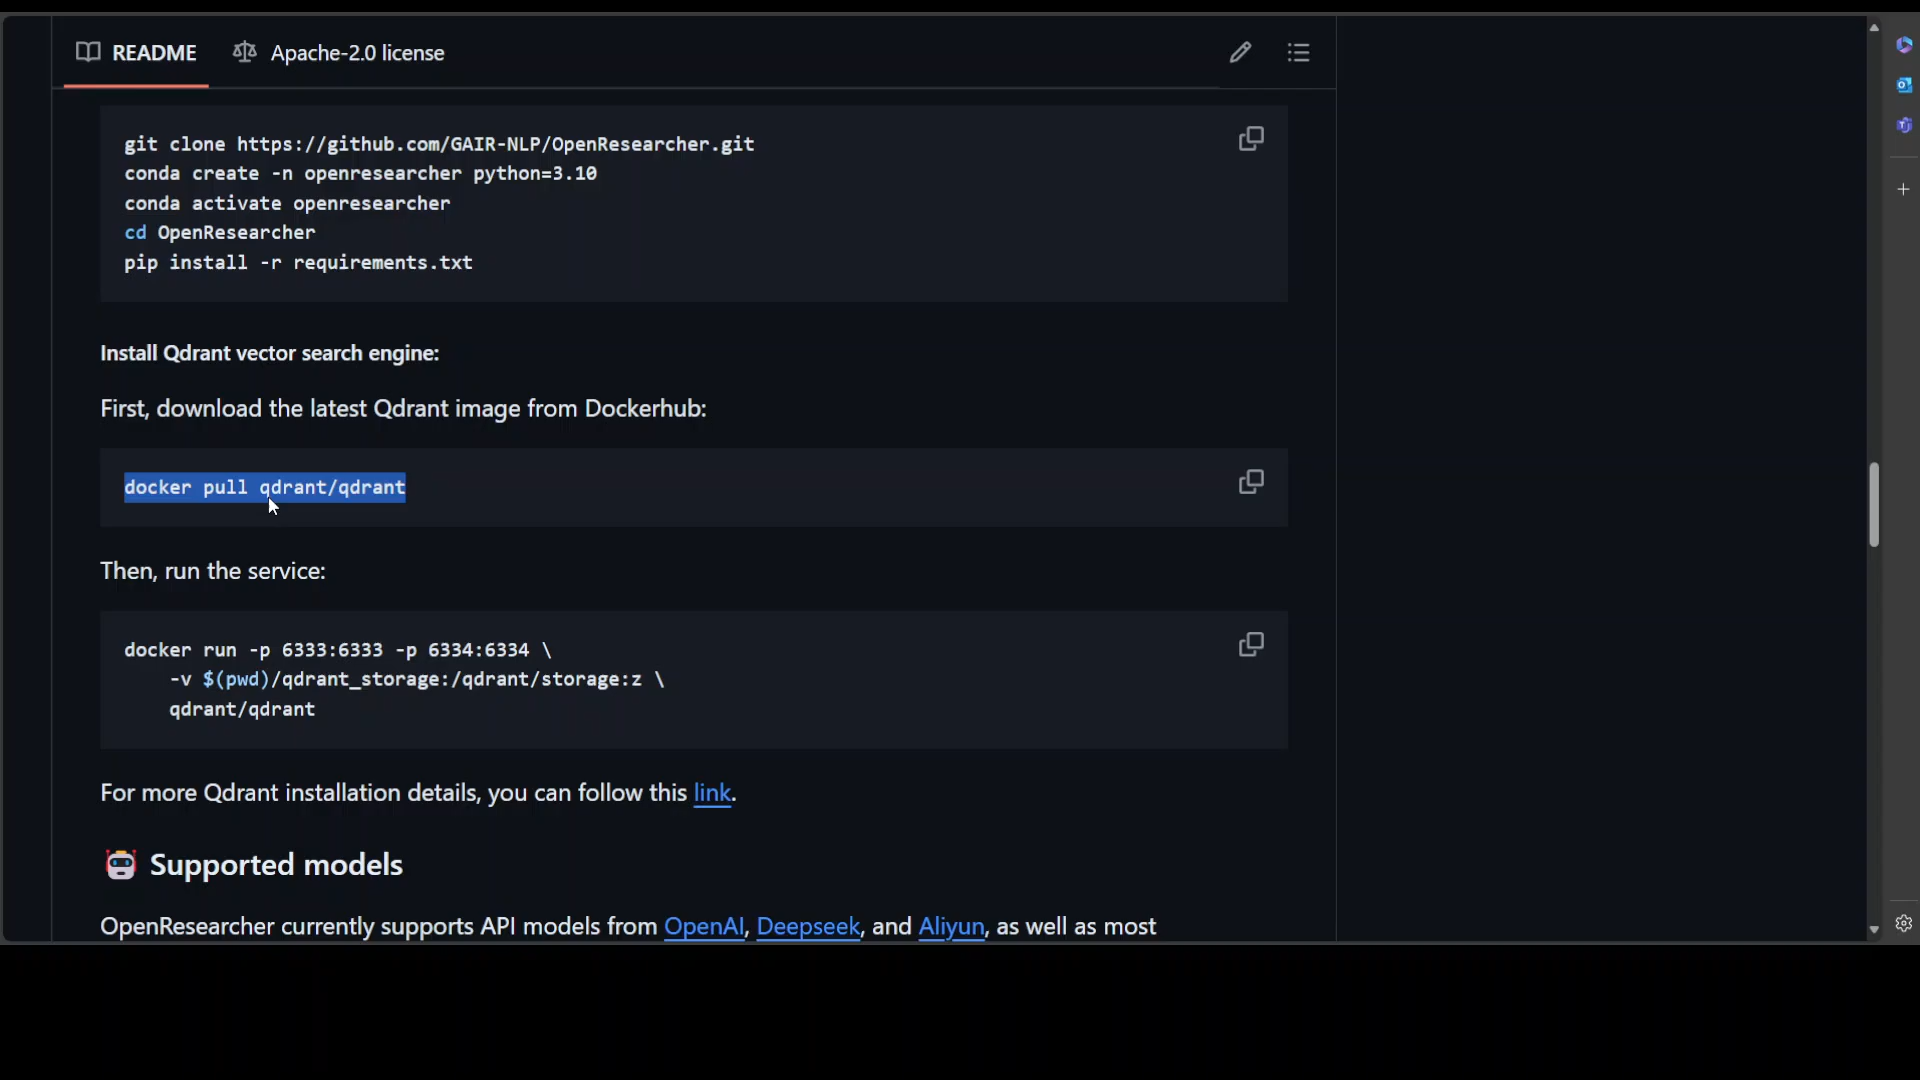 README
Apache-2.0 license
git clone https://github.com/GAIR-NLP/OpenResearcher.git
conda create -n openresearcher python=3.10
conda activate openresearcher
cd OpenResearcher
pip install -r requirements.txt
Install Qdrant vector search engine:
First, download the latest Qdrant image from Dockerhub:
docker pull qdrant/qdrant
Then, run the service:
docker run -p 6333:6333 -p 6334:6334 \
    -v $(pwd)/qdrant_storage:/qdrant/storage:z \
    qdrant/qdrant
For more Qdrant installation details, you can follow this link.
Supported models
OpenResearcher currently supports API models from OpenAI, Deepseek, and Aliyun, as well as most